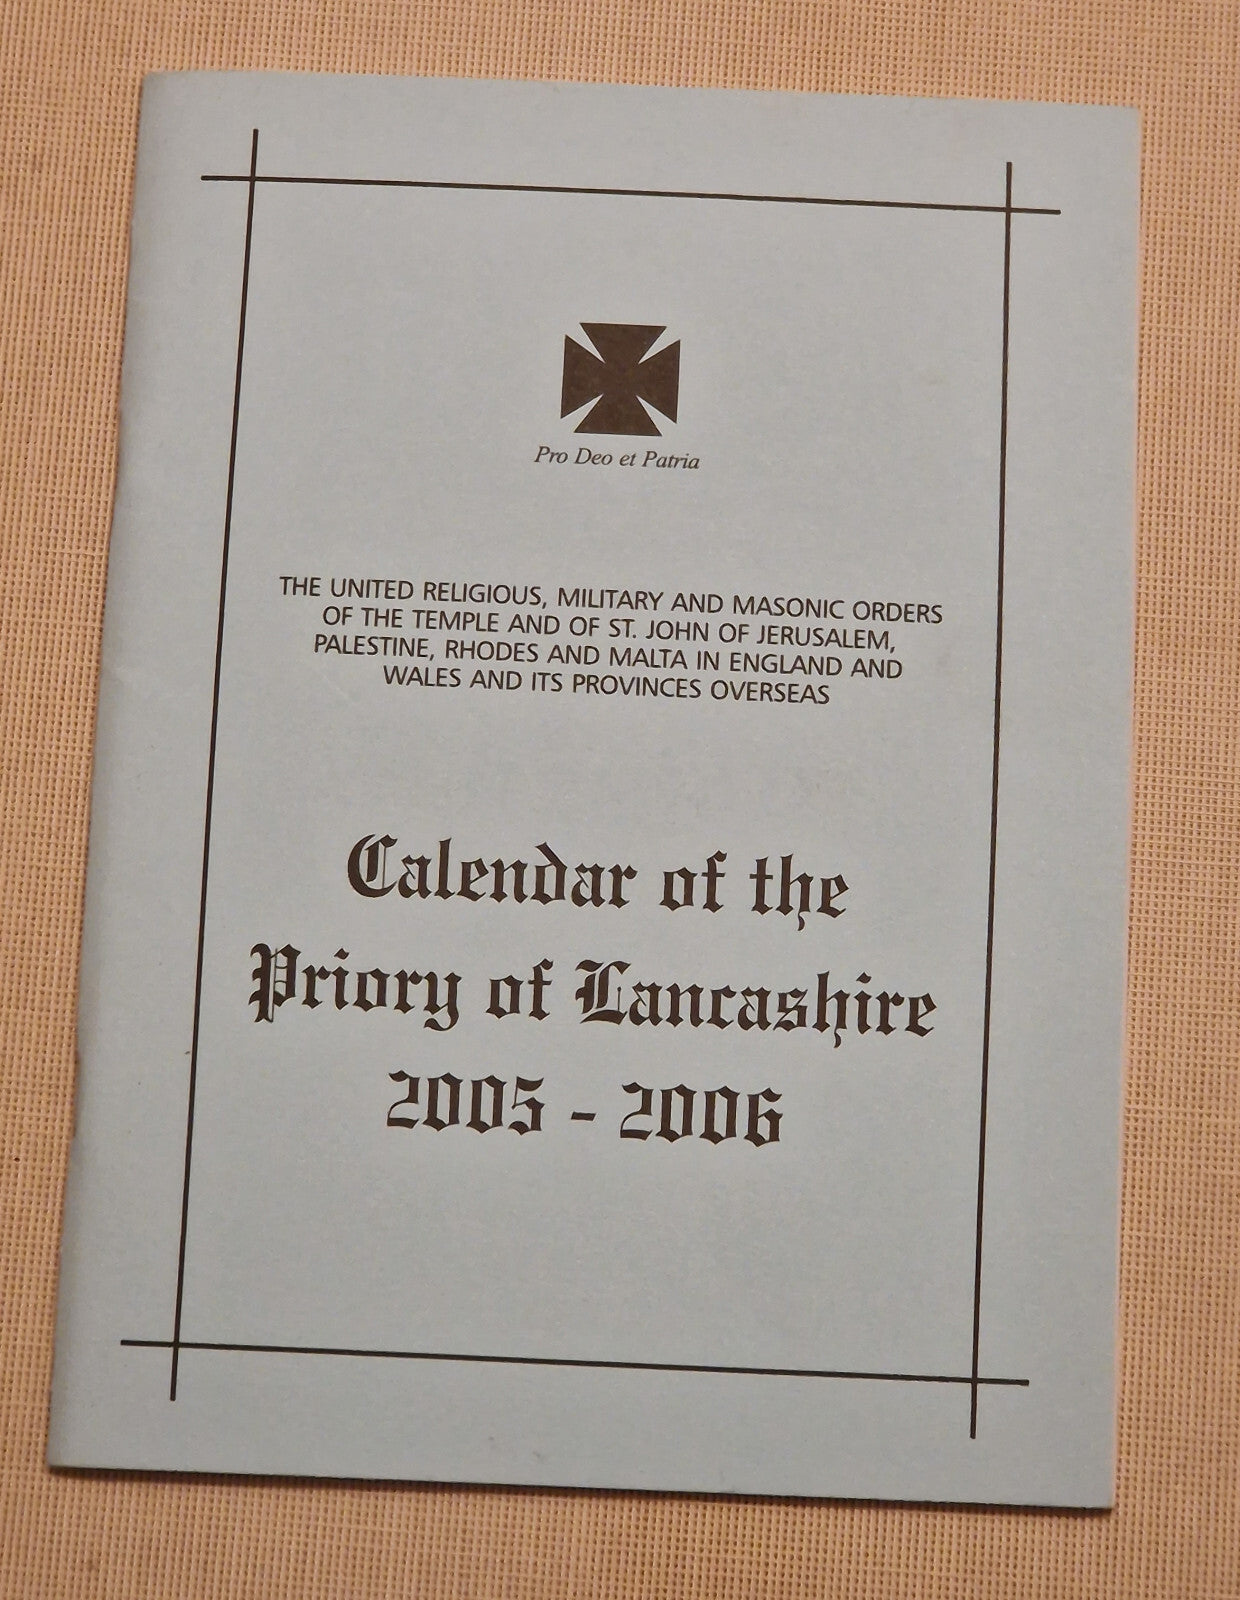 Pro Deo et Patria
THE UNITED RELIGIOUS, MILITARY AND MASONIC ORDERS
OF THE TEMPLE AND OF ST. JOHN OF JERUSALEM,
PALESTINE, RHODES AND MALTA IN ENGLAND AND
WALES AND ITS PROVINCES OVERSEAS
Calendar of the
Priory of Lancashire
2005 - 2006